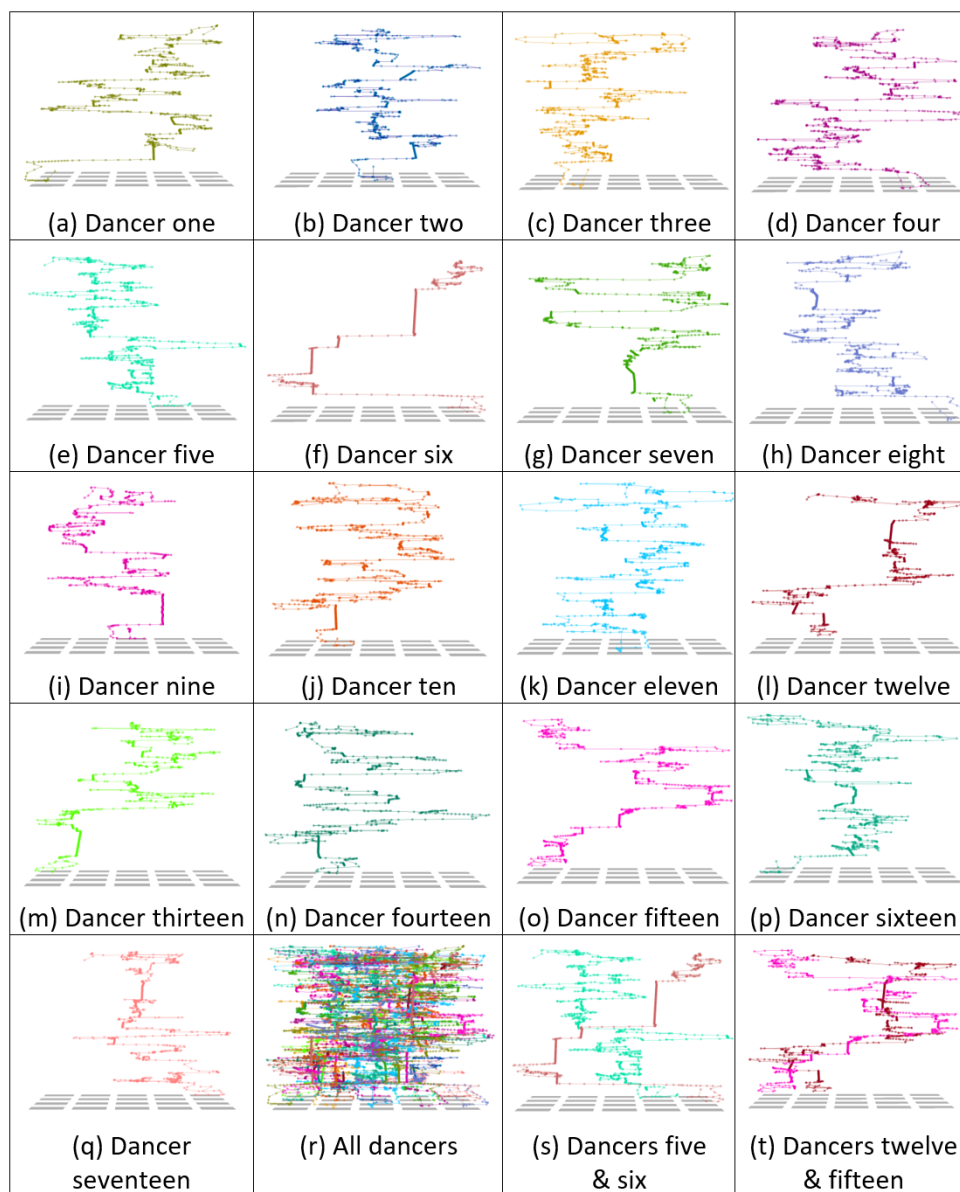 (a) Dancer one
(b) Dancer two
(c) Dancer three
(d) Dancer four
(e) Dancer five
(f) Dancer six
(g) Dancer seven
(h) Dancer eight
(i) Dancer nine
(j) Dancer ten
(k) Dancer eleven
(l) Dancer twelve
(m) Dancer thirteen
(n) Dancer fourteen
(o) Dancer fifteen
(p) Dancer sixteen
(q) Dancer
seventeen
(r) All dancers
(s) Dancers five
& six
(t) Dancers twelve
& fifteen